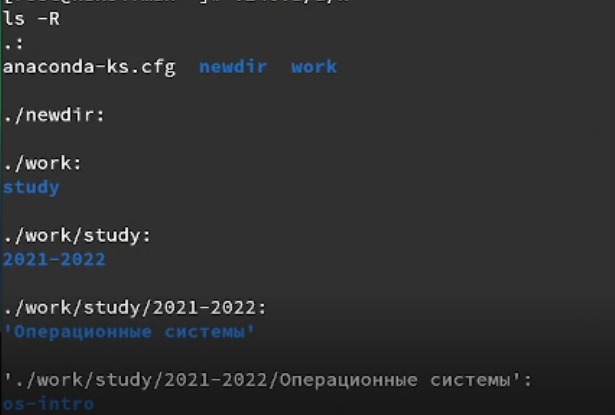 ls -R
.:
anaconda-ks.cfg newdir work
./newdir:
./work:
study
./work/study:
2021-2022
./work/study/2021-2022:
'Операционные системы'
'./work/study/2021-2022/Операционные системы':
os-intro